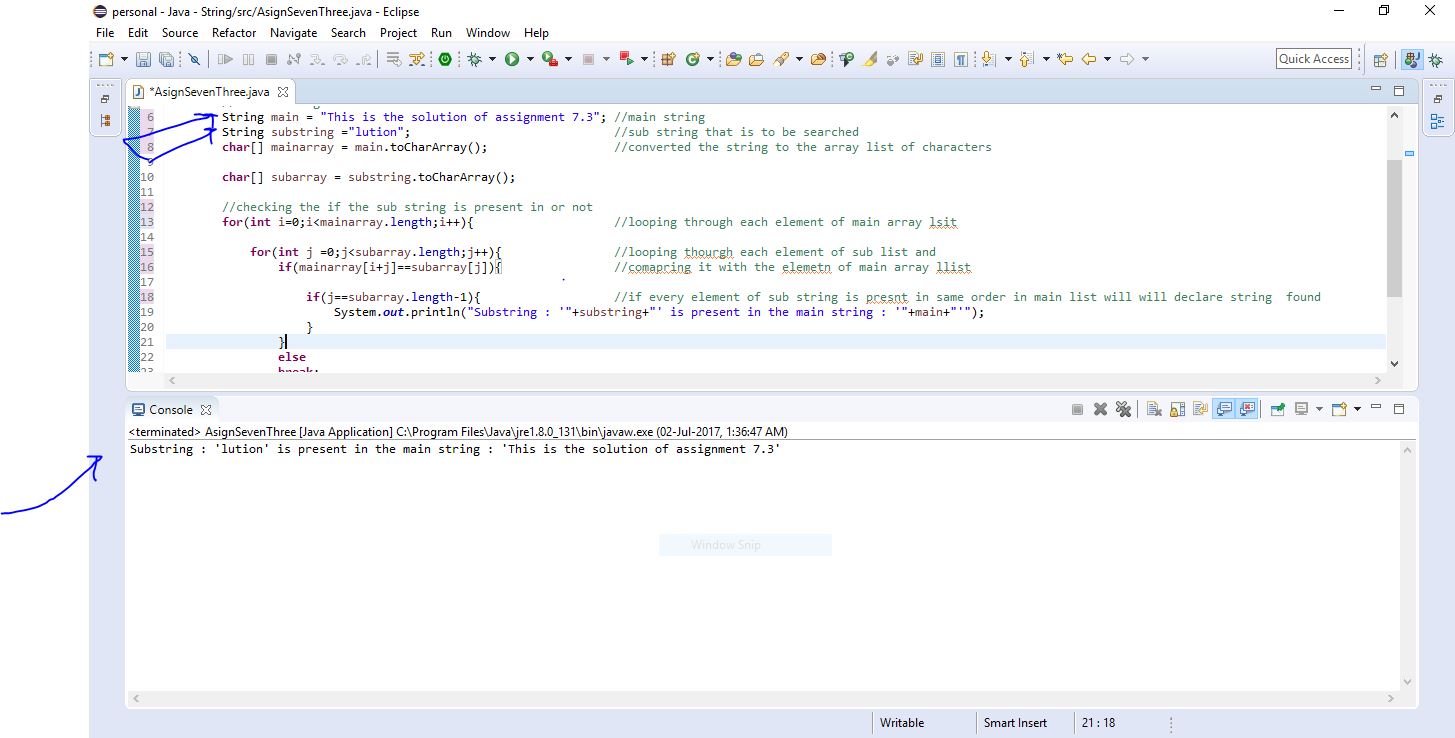 personal - Java - String/src/AsignSevenThree.java - Eclipse
File Edit Source Refactor Navigate Search Project Run Window Help
Quick Access
*AsignSevenThree.java
6 String main = "This is the solution of assignment 7.3"; //main string
7 String substring ="lution"; //sub string that is to be searched
8 char[] mainarray = main.toCharArray(); //converted the string to the array list of characters
9
10 char[] subarray = substring.toCharArray();
11
12 //checking the if the sub string is present in or not
13 for(int i=0;i<mainarray.length;i++){ //looping through each element of main array lsit
14
15 for(int j =0;j<subarray.length;j++){ //looping thourgh each element of sub list and
16 if(mainarray[i+j]==subarray[j]){ //comapring it with the elemetn of main array llist
17
18 if(j==subarray.length-1){ //if every element of sub string is presnt in same order in main list will will declare string found
19 System.out.println("Substring : '"+substring+"' is present in the main string : '"+main+"'");
20 }
21 }
22 else
23 break;
Console
<terminated> AsignSevenThree [Java Application] C:\Program Files\Java\jre1.8.0_131\bin\javaw.exe (02-Jul-2017, 1:36:47 AM)
Substring : 'lution' is present in the main string : 'This is the solution of assignment 7.3'
Window Snip
Writable Smart Insert 21 : 18